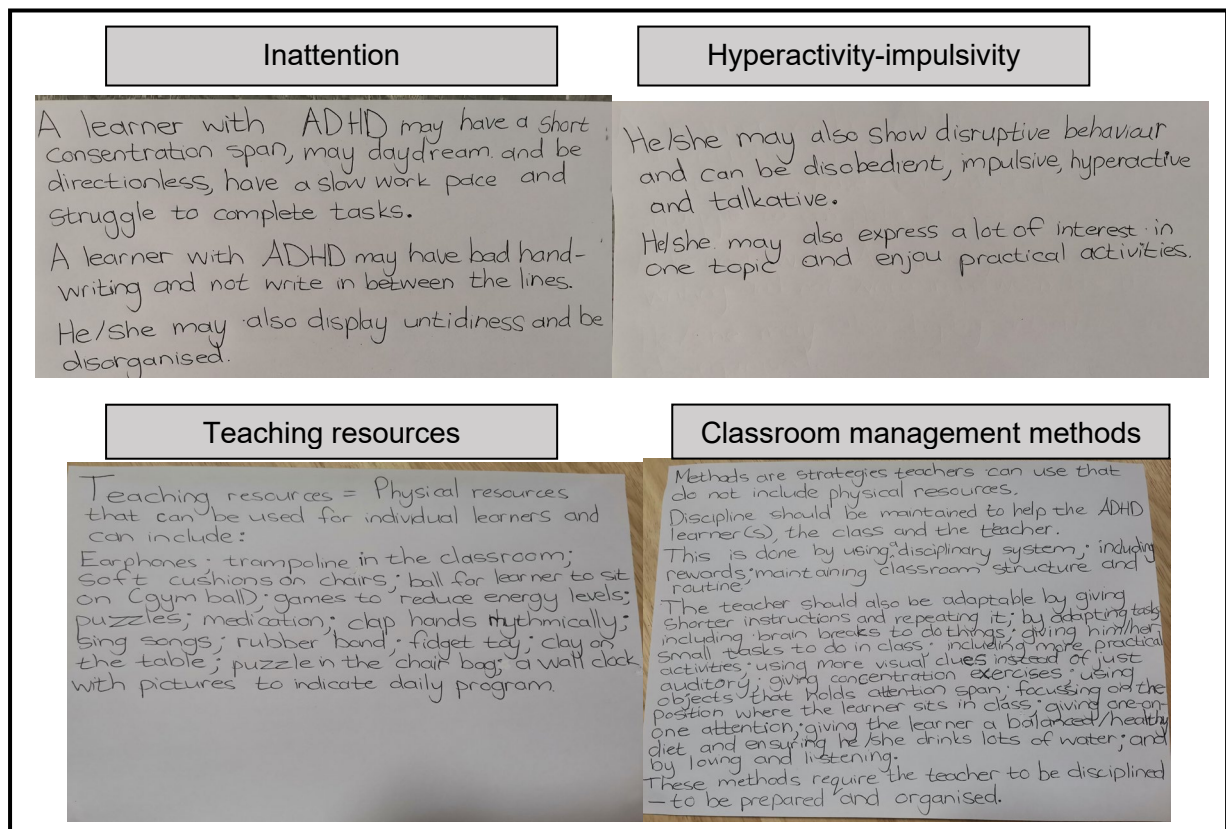 Inattention
A learner with ADHD may have a short
consentration span, may daydream and be
directionless, have a slow work pace and
struggle to complete tasks.
A learner with ADHD may have bad hand-
writing and not write in between the lines.
He/she may also display untidiness and be
disorganised.
Hyperactivity-impulsivity
He/she may also show disruptive behaviour
and can be disobedient, impulsive, hyperactive
and talkative.
He/she may also express a lot of interest in
one topic and enjou practical activities.
Teaching resources
Teaching resources = Physical resources
that can be used for individual learners and
can include:
Earphones; trampoline in the classroom;
soft cushions on chairs; ball for learner to sit
on (gym ball); games to reduce energy levels;
puzzles; medication; clap hands rhythmically;
sing songs; rubber band; fidget toy; clay on
the table; puzzle in the chair bag; a wall clock
with pictures to indicate daily program.
Classroom management methods
Methods are strategies teachers can use that
do not include physical resources.
Discipline should be maintained to help the ADHD
learner(s), the class and the teacher.
This is done by using a disciplinary system; including
rewards; maintaining classroom structure and
routine;
The teacher should also be adaptable by giving
shorter instructions and repeating it; by adapting tasks
including brain breaks to do things; giving him/her
small tasks to do in class; including more practical
activities; using more visual clues instead of just
auditory; giving concentration exercises; using
objects that holds attention span; focussing on the
position where the learner sits in class; giving one-on-
one attention; giving the learner a balanced/healthy
diet, and ensuring he/she drinks lots of water; and
by loving and listening.
These methods require the teacher to be disciplined
– to be prepared and organised.